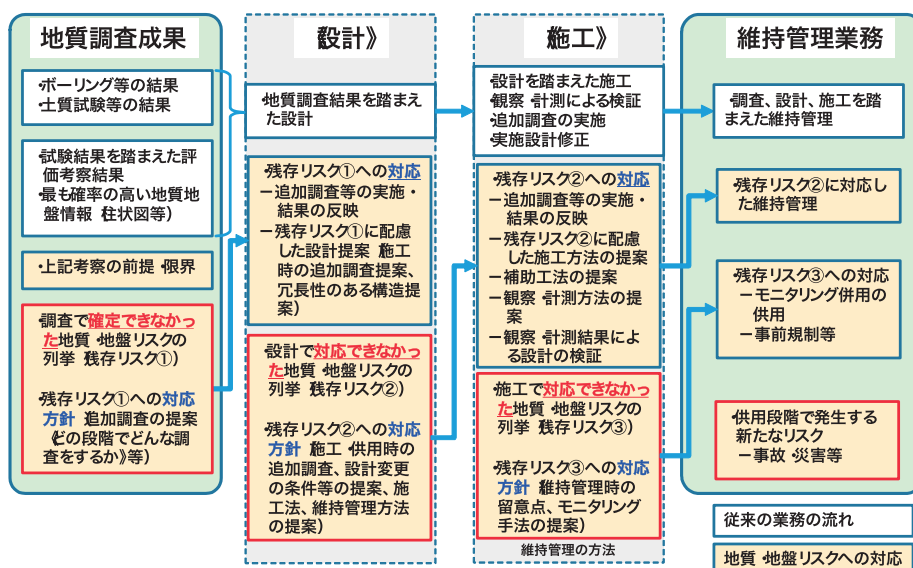 地質調査成果
・ボーリング等の結果
・土質試験等の結果
・試験結果を踏まえた評
価考察結果
・最も確率の高い地質地
盤情報（柱状図等）
・上記考察の前提・限界
・調査で確定できなかっ
た地質・地盤リスクの
列挙（残存リスク①）
・残存リスク①への対応
方針（追加調査の提案
《どの段階でどんな調
査をするか》等）
《設計》
・地質調査結果を踏まえ
た設計
・残存リスク①への対応
－追加調査等の実施・
結果の反映
－残存リスク①に配慮
した設計提案（施工
時の追加調査提案、
冗長性のある構造提
案）
・設計で対応できなかっ
た地質・地盤リスクの
列挙（残存リスク②）
・残存リスク②への対応
方針（施工・供用時の
追加調査、設計変更
の条件等の提案、施
工法、維持管理方法
の提案）
《施工》
・設計を踏まえた施工
・観察・計測による検証
・追加調査の実施
・実施設計修正
・残存リスク②への対応
－追加調査等の実施・
結果の反映
－残存リスク②に配慮
した施工方法の提案
－補助工法の提案
－観察・計測方法の提
案
－観察・計測結果によ
る設計の検証
・施工で対応できなかっ
た地質・地盤リスクの
列挙（残存リスク③）
・残存リスク③への対応
方針（維持管理時の
留意点、モニタリング
手法の提案）
維持管理の方法
維持管理業務
・調査、設計、施工を踏
まえた維持管理
・残存リスク②に対応し
た維持管理
・残存リスク③への対応
－モニタリング併用の
供用
－事前規制等
・供用段階で発生する
新たなリスク
－事故・災害等
従来の業務の流れ
地質・地盤リスクへの対応